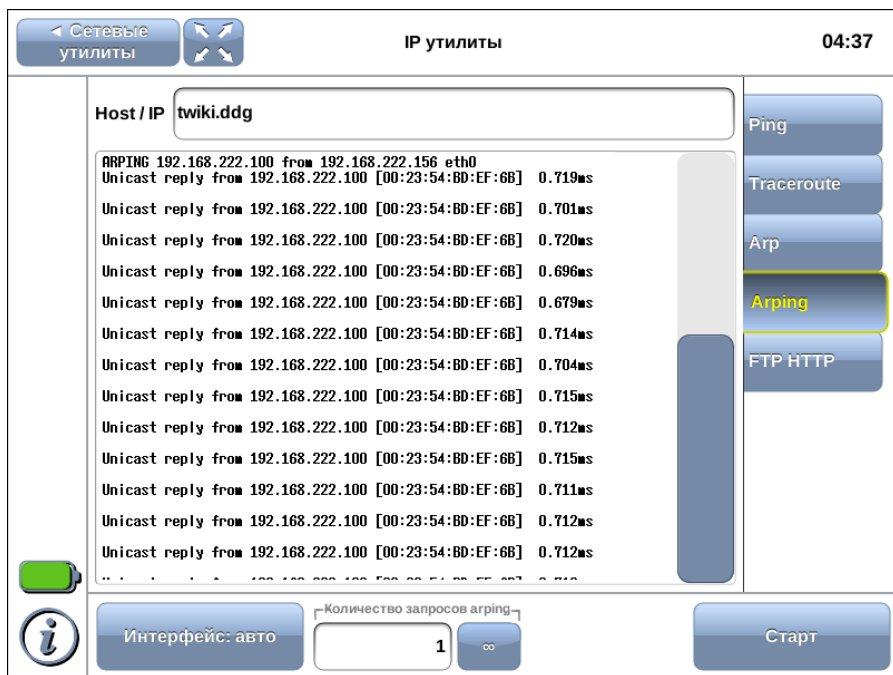 ◄ Сетевые
утилиты
IP утилиты
04:37
Host / IP
twiki.ddg
Ping
Traceroute
Arp
Arping
FTP HTTP
ARPING 192.168.222.100 from 192.168.222.156 eth0
Unicast reply from 192.168.222.100 [00:23:54:BD:EF:6B] 0.719ms
Unicast reply from 192.168.222.100 [00:23:54:BD:EF:6B] 0.701ms
Unicast reply from 192.168.222.100 [00:23:54:BD:EF:6B] 0.720ms
Unicast reply from 192.168.222.100 [00:23:54:BD:EF:6B] 0.696ms
Unicast reply from 192.168.222.100 [00:23:54:BD:EF:6B] 0.679ms
Unicast reply from 192.168.222.100 [00:23:54:BD:EF:6B] 0.714ms
Unicast reply from 192.168.222.100 [00:23:54:BD:EF:6B] 0.704ms
Unicast reply from 192.168.222.100 [00:23:54:BD:EF:6B] 0.715ms
Unicast reply from 192.168.222.100 [00:23:54:BD:EF:6B] 0.712ms
Unicast reply from 192.168.222.100 [00:23:54:BD:EF:6B] 0.715ms
Unicast reply from 192.168.222.100 [00:23:54:BD:EF:6B] 0.711ms
Unicast reply from 192.168.222.100 [00:23:54:BD:EF:6B] 0.712ms
Unicast reply from 192.168.222.100 [00:23:54:BD:EF:6B] 0.712ms
i
Интерфейс: авто
Количество запросов arping
1
∞
Старт